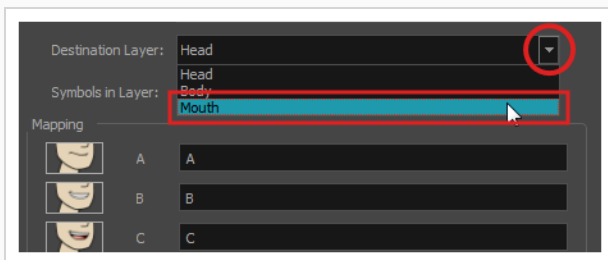 Destination Layer: Head
Head
Symbols in Layer: Body
Mouth
Mapping
A A
B B
C C